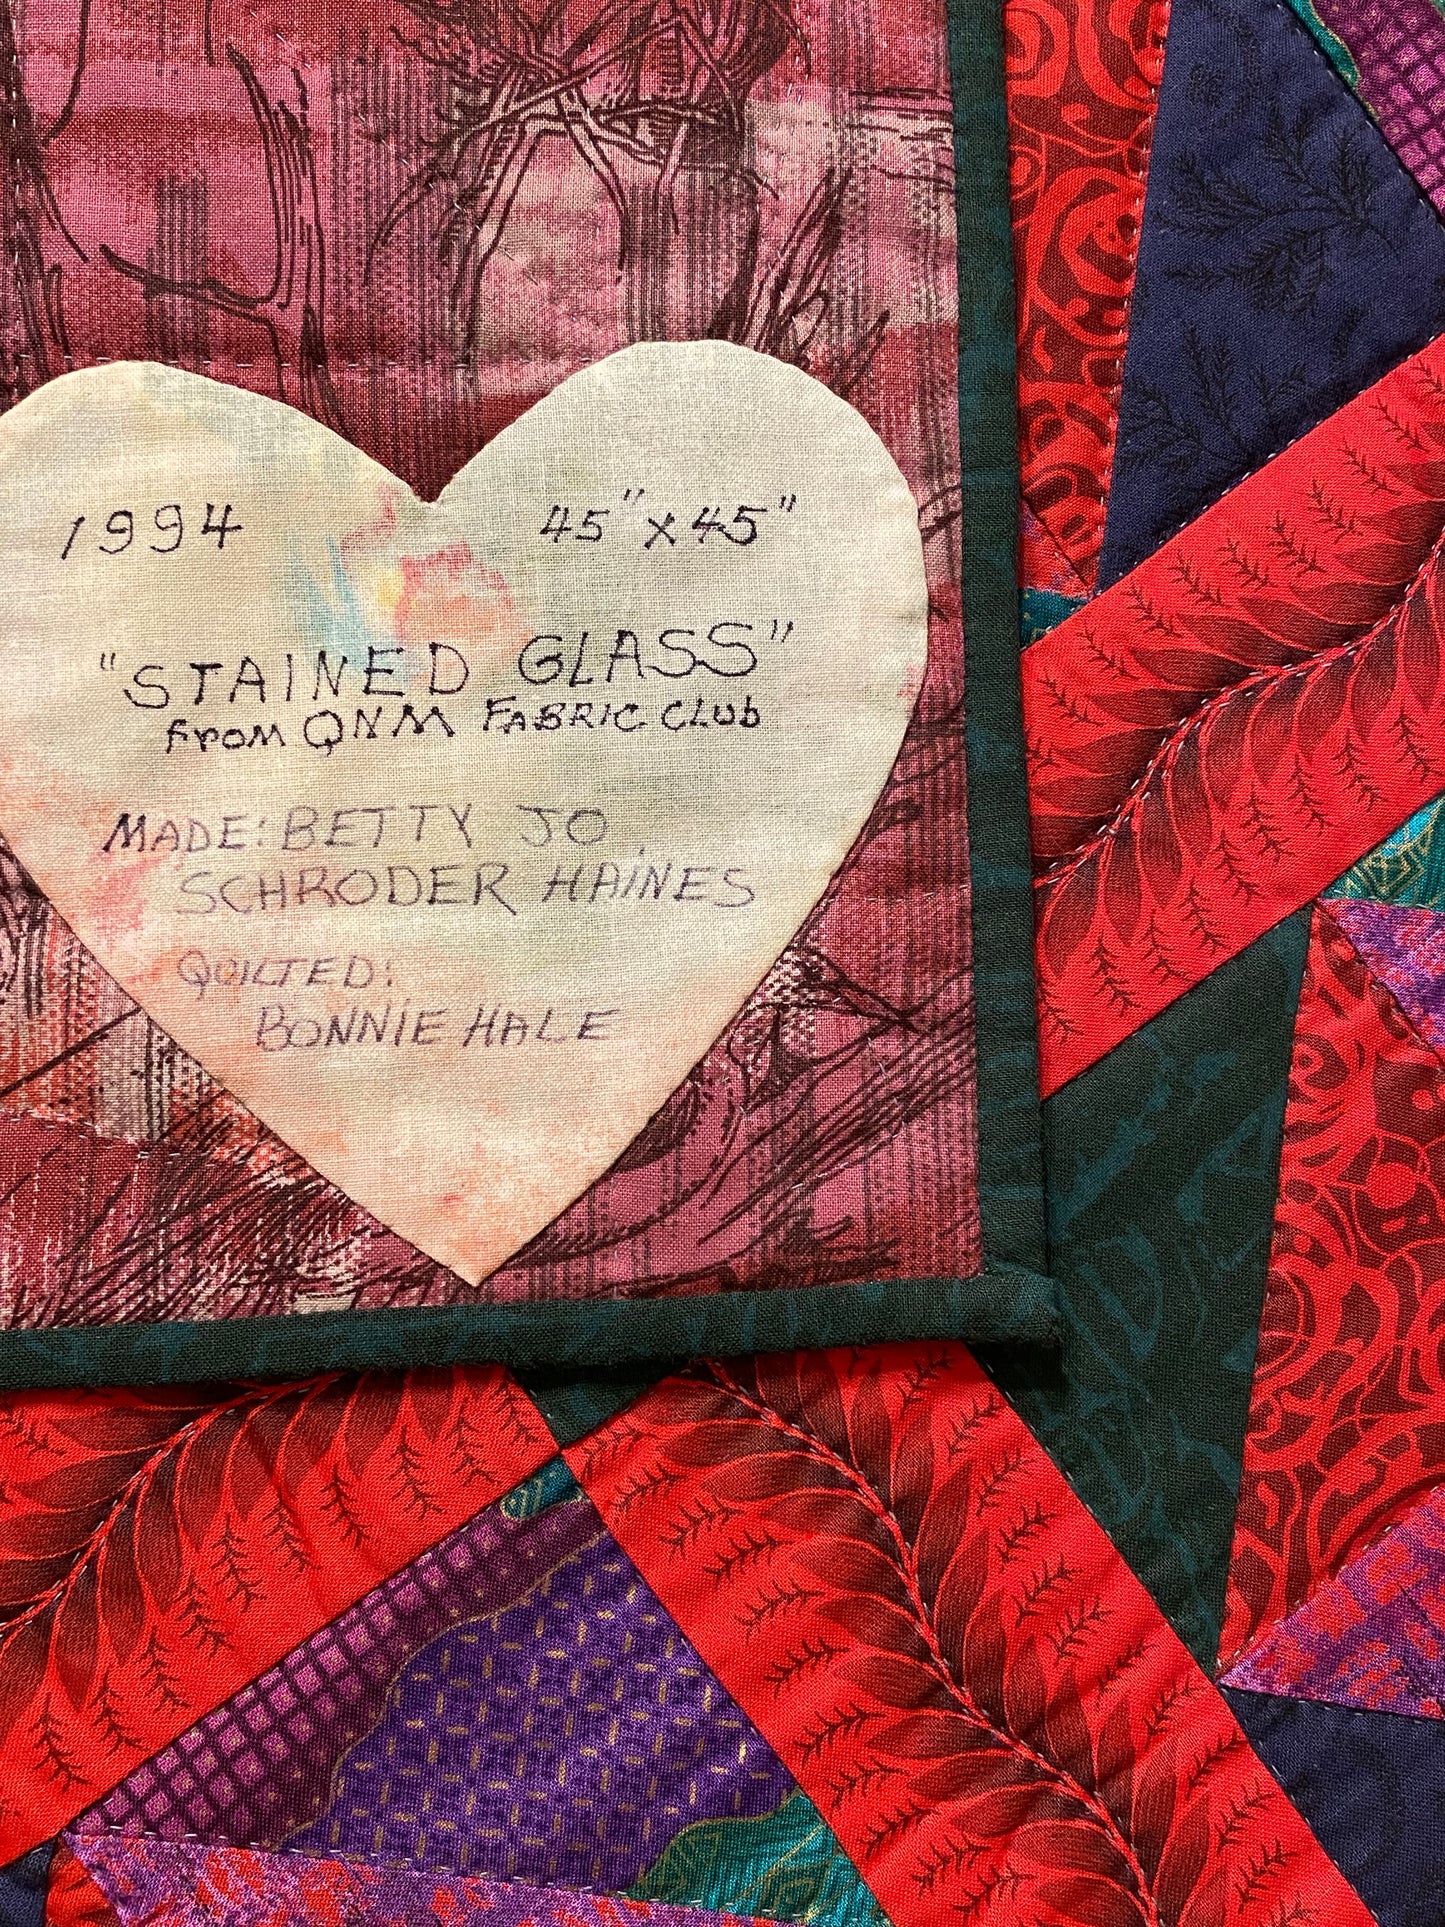 1994 45" x 45"
"STAINED GLASS"
From QNM FABRIC CLUb
MADE: BETTY JO
SCHRODER HAINES
QUILTED:
BONNIE HALE